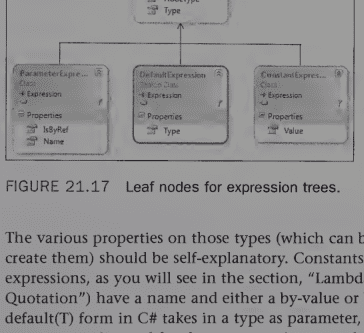 Type
ParameterExpre...
Class
Expression
Properties
IsByRef
Name
DefaultExpression
Class
Expression
Properties
Type
ConstantExpres...
Class
Expression
Properties
Value
FIGURE 21.17 Leaf nodes for expression trees.
The various properties on those types (which can b
create them) should be self-explanatory. Constants
expressions, as you will see in the section, “Lambd
Quotation”) have a name and either a by-value or
default(T) form in C# takes in a type as parameter,